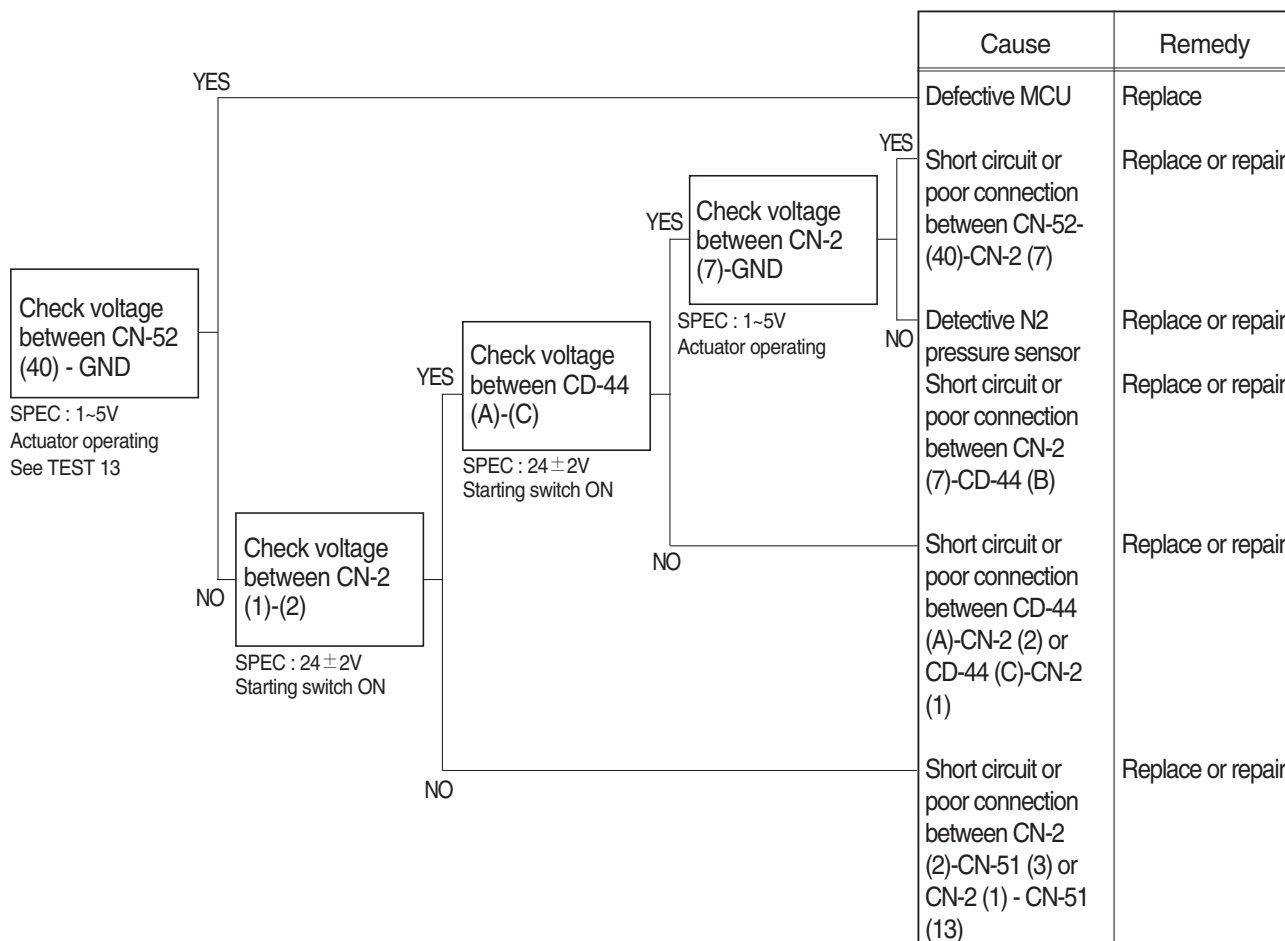 Cause Remedy
YES
Defective MCU Replace
YES
Short circuit or Replace or repair
poor connection
between CN-52-
(40)-CN-2 (7)
YES
Check voltage
between CN-2
(7)-GND
SPEC : 1~5V
Actuator operating
NO
Detective N2 Replace or repair
pressure sensor
Short circuit or Replace or repair
poor connection
between CN-2
(7)-CD-44 (B)
Check voltage
between CN-52
(40) - GND
SPEC : 1~5V
Actuator operating
See TEST 13
YES
Check voltage
between CD-44
(A)-(C)
SPEC : 24±2V
Starting switch ON
NO
Short circuit or Replace or repair
poor connection
between CD-44
(A)-CN-2 (2) or
CD-44 (C)-CN-2
(1)
NO
Check voltage
between CN-2
(1)-(2)
SPEC : 24±2V
Starting switch ON
NO
Short circuit or Replace or repair
poor connection
between CN-2
(2)-CN-51 (3) or
CN-2 (1) - CN-51
(13)